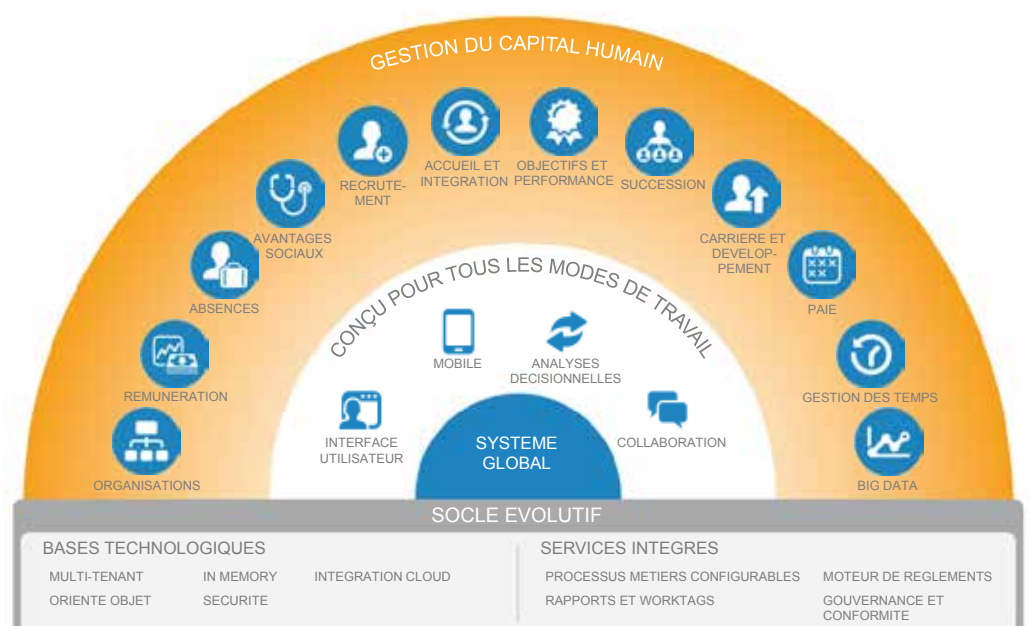 GESTION DU CAPITAL HUMAIN
ORGANISATIONS
REMUNERATION
ABSENCES
AVANTAGES
SOCIAUX
RECRUTE-
MENT
ACCUEIL ET
INTEGRATION
OBJECTIFS ET
PERFORMANCE
SUCCESSION
CARRIERE ET
DEVELOP-
PEMENT
PAIE
GESTION DES TEMPS
BIG DATA
CONÇU POUR TOUS LES MODES DE TRAVAIL
INTERFACE
UTILISATEUR
MOBILE
ANALYSES
DECISIONNELLES
COLLABORATION
SYSTEME
GLOBAL
SOCLE EVOLUTIF
BASES TECHNOLOGIQUES
MULTI-TENANT
IN MEMORY
INTEGRATION CLOUD
ORIENTE OBJET
SECURITE
SERVICES INTEGRES
PROCESSUS METIERS CONFIGURABLES
MOTEUR DE REGLEMENTS
RAPPORTS ET WORKTAGS
GOUVERNANCE ET
CONFORMITE